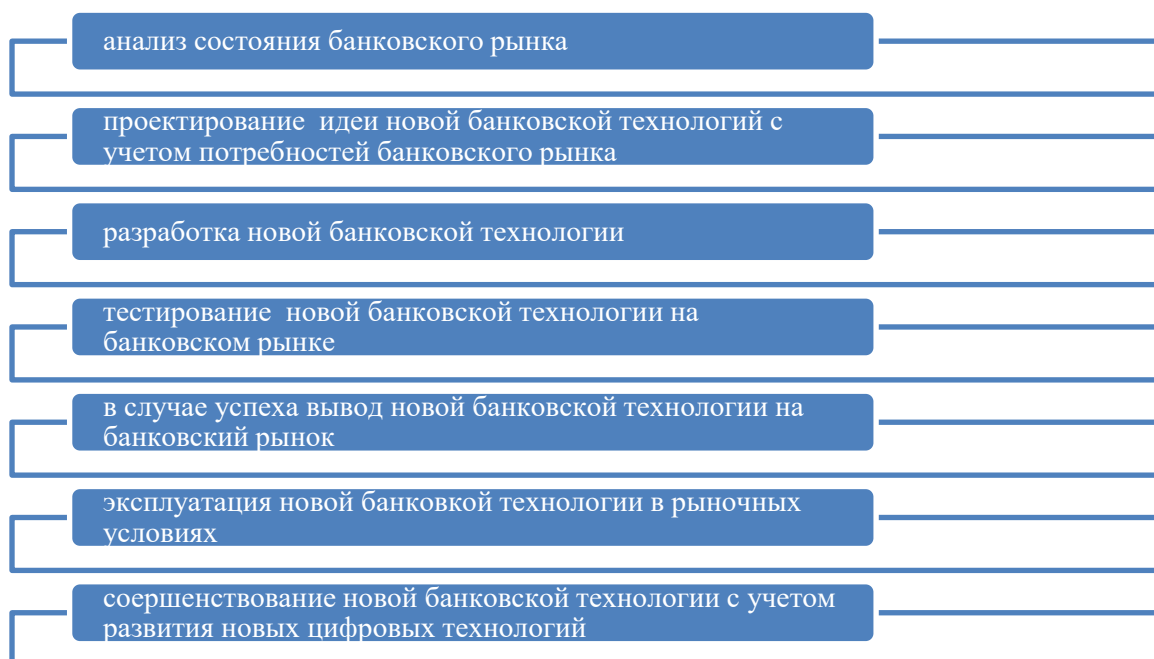 анализ состояния банковского рынка
проектирование идеи новой банковской технологий с
учетом потребностей банковского рынка
разработка новой банковской технологии
тестирование новой банковской технологии на
банковском рынке
в случае успеха вывод новой банковской технологии на
банковский рынок
эксплуатация новой банковкой технологии в рыночных
условиях
соершенствование новой банковской технологии с учетом
развития новых цифровых технологий